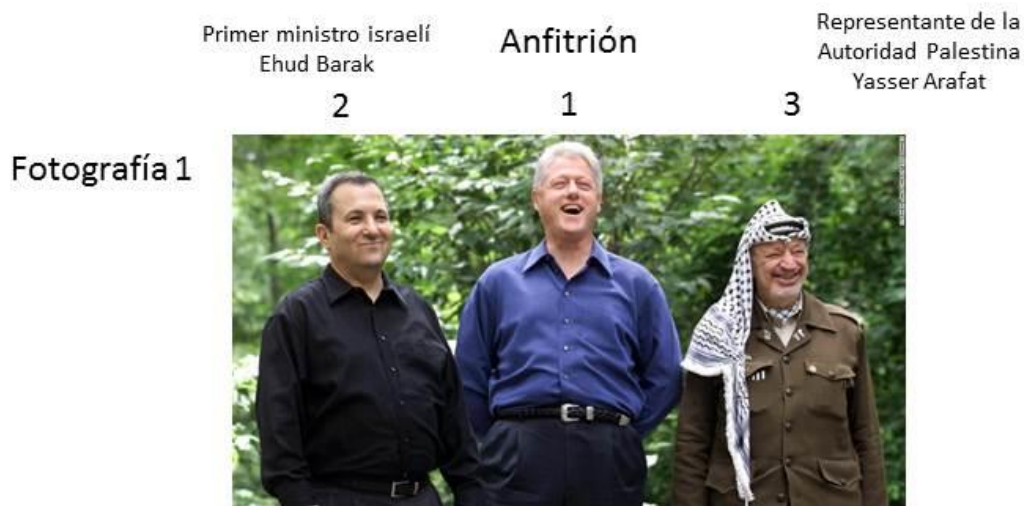 Primer ministro israelí
Ehud Barak
2
Anfitrión
1
Representante de la
Autoridad Palestina
Yasser Arafat
3
Fotografía 1